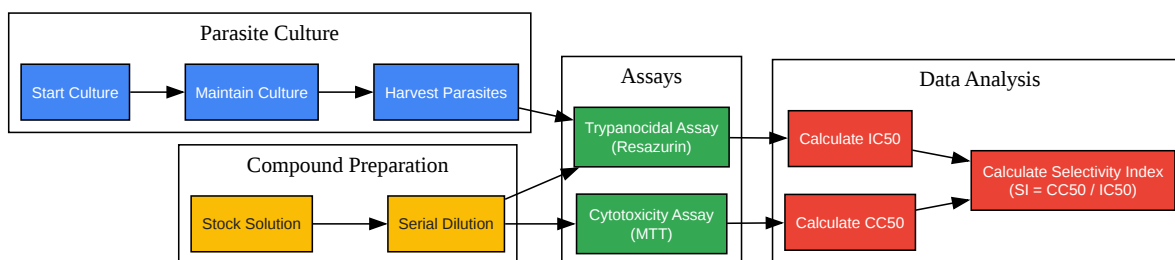 Parasite Culture
Start Culture
Maintain Culture
Harvest Parasites
Compound Preparation
Stock Solution
Serial Dilution
Assays
Trypanocidal Assay
(Resazurin)
Cytotoxicity Assay
(MTT)
Data Analysis
Calculate IC50
Calculate CC50
Calculate Selectivity Index
(SI = CC50 / IC50)